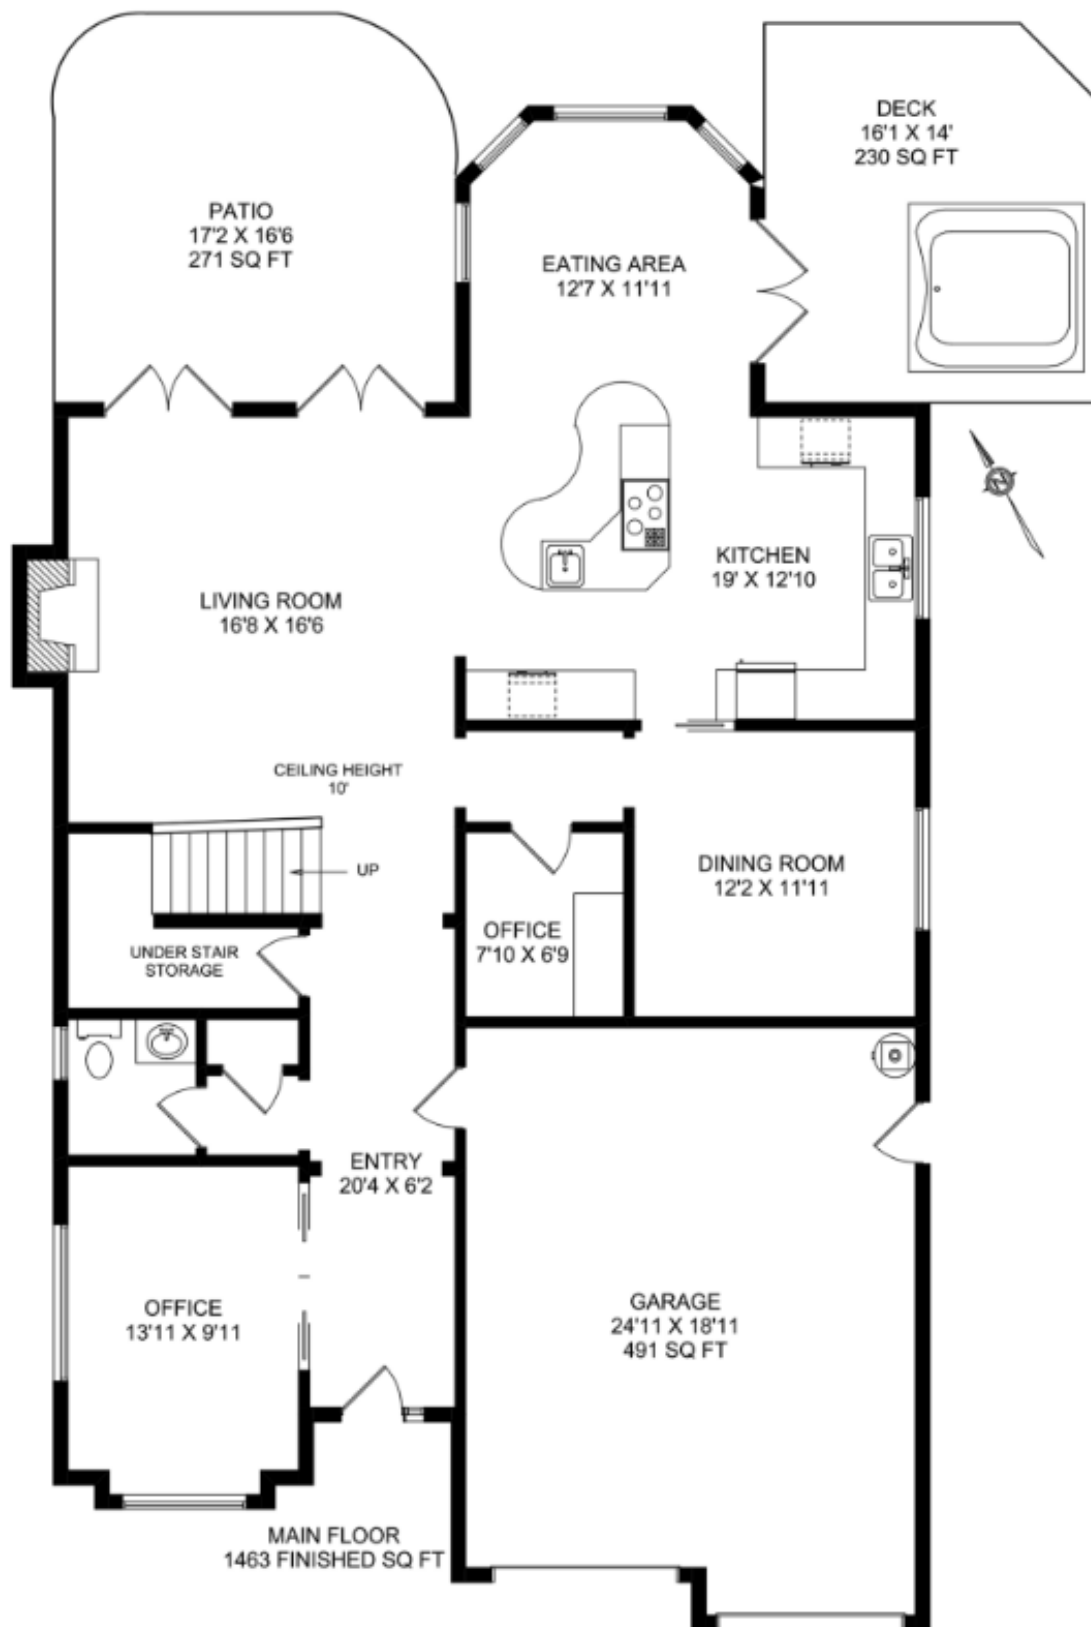 DECK
16'1 X 14'
230 SQ FT
PATIO
17'2 X 16'6
271 SQ FT
EATING AREA
12'7 X 11'11
N
KITCHEN
19' X 12'10
LIVING ROOM
16'8 X 16'6
CEILING HEIGHT
10'
UP
DINING ROOM
12'2 X 11'11
OFFICE
7'10 X 6'9
UNDER STAIR
STORAGE
ENTRY
20'4 X 6'2
OFFICE
13'11 X 9'11
GARAGE
24'11 X 18'11
491 SQ FT
MAIN FLOOR
1463 FINISHED SQ FT